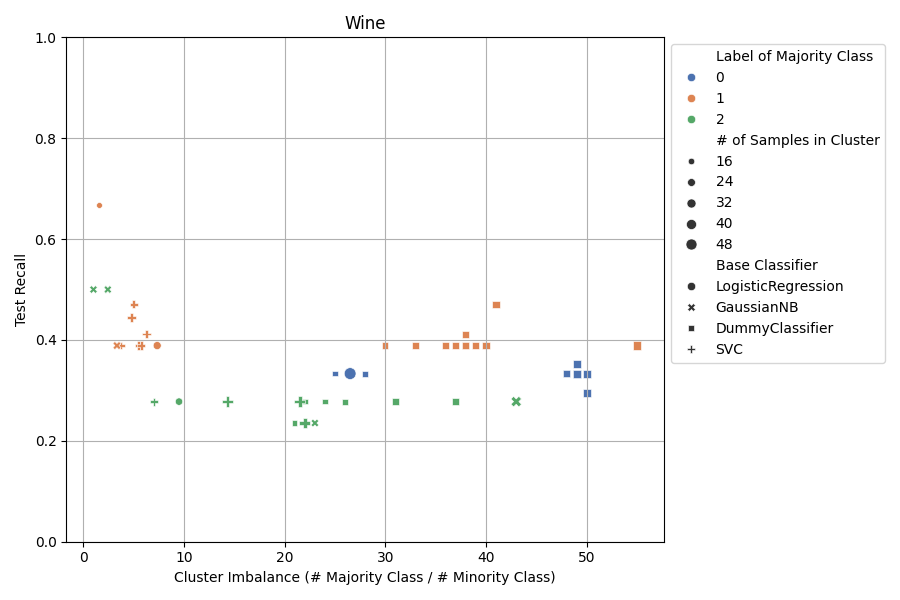 Wine
1.0
0.8
0.6
0.4
0.2
0.0
Test Recall
0
10
20
30
40
50
Cluster Imbalance (# Majority Class / # Minority Class)
Label of Majority Class
0
1
2
# of Samples in Cluster
16
24
32
40
48
Base Classifier
LogisticRegression
GaussianNB
DummyClassifier
SVC